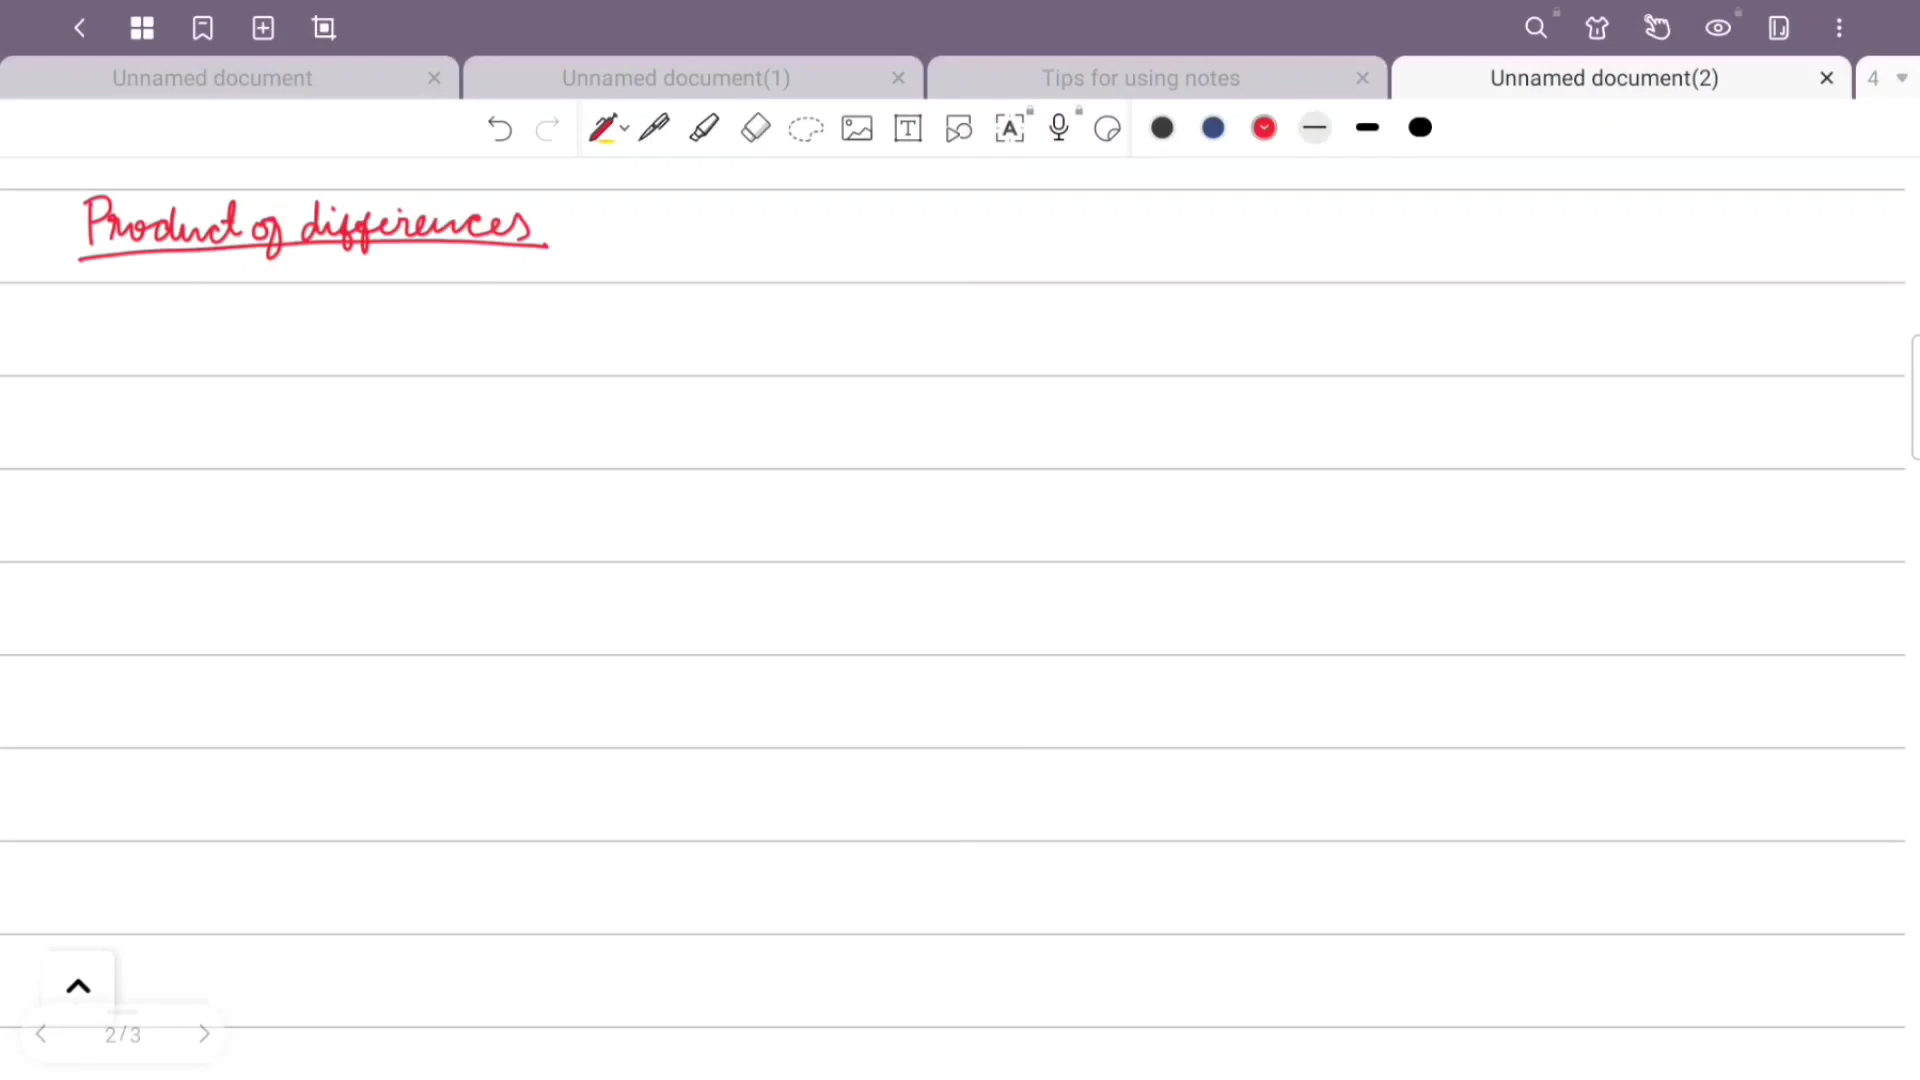 Unnamed document
Unnamed document(1)
Tips for using notes
Unnamed document(2)
4
Product of differences
2/3